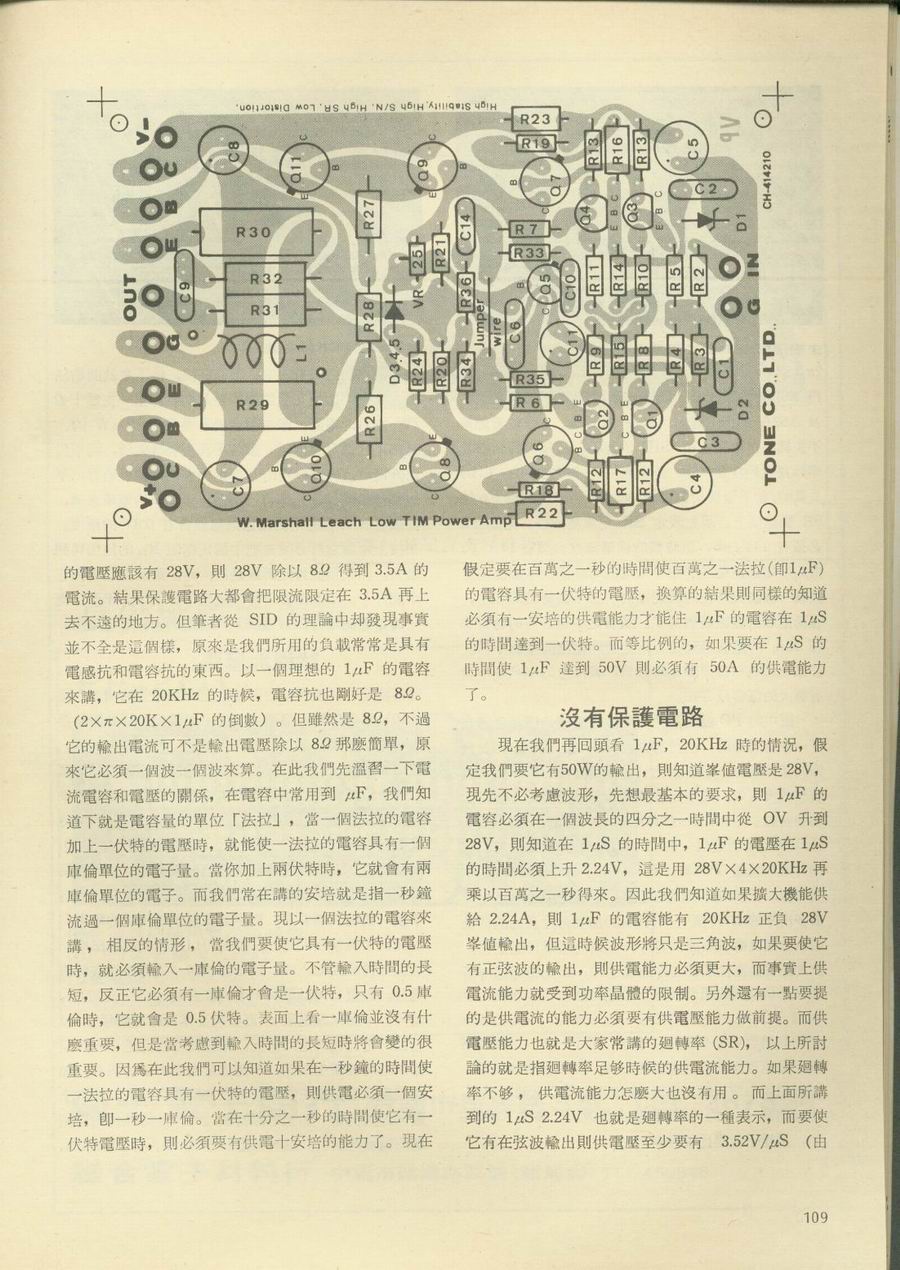 High Stability, High S/N, High SR, Low Distortion.
V-
C
B
E
OUT
G
E
B
C
V+
C8
Q11
C
B
E
Q9
C
B
E
R23
R19
Q7
B
C
R13
R16
R13
C5
VP
CH-414210
R30
R27
C14
R7
R33
Q4
E B C
Q3
E B C
C2
D1
C9
R32
R31
R28
VR
25
R21
R36
Jumper
wire
C6
Q5
B
C
C10
R11
R14
R10
R5
R2
IN
G
L1
D3,4,5
R24
R20
R34
C11
R9
R15
R8
R4
R3
C1
R29
R26
R35
R6
Q2
C B E
Q1
C B E
D2
C3
TONE CO., LTD.
C7
Q10
B
E
C
Q8
B
E
C
Q6
C
B
R18
R22
R12
R17
R12
C4
W. Marshall Leach Low TIM Power Amp
的電壓應該有 28V，則 28V 除以 8Ω 得到 3.5A 的
電流。結果保護電路大都會把限流限定在 3.5A 再上
去不遠的地方。但筆者從 SID 的理論中却發現事實
並不全是這個樣，原來是我們所用的負載常常是具有
電感抗和電容抗的東西。以一個理想的 1μF 的電容
來講，它在 20KHz 的時候，電容抗也剛好是 8Ω。
（2×π×20K×1μF 的倒數）。但雖然是 8Ω，不過
它的輸出電流可不是輸出電壓除以 8Ω 那麽簡單，原
來它必須一個波一個波來算。在此我們先溫習一下電
流電容和電壓的關係，在電容中常用到 μF，我們知
道下就是電容量的單位「法拉」，當一個法拉的電容
加上一伏特的電壓時，就能使一法拉的電容具有一個
庫倫單位的電子量。當你加上兩伏特時，它就會有兩
庫倫單位的電子。而我們常在講的安培就是指一秒鐘
流過一個庫倫單位的電子量。現以一個法拉的電容來
講，相反的情形，當我們要使它具有一伏特的電壓
時，就必須輸入一庫倫的電子量。不管輸入時間的長
短，反正它必須有一庫倫才會是一伏特，只有 0.5 庫
倫時，它就會是 0.5 伏特。表面上看一庫倫並沒有什
麽重要，但是當考慮到輸入時間的長短時將會變的很
重要。因爲在此我們可以知道如果在一秒鐘的時間使
一法拉的電容具有一伏特的電壓，則供電必須一個安
培，卽一秒一庫倫。當在十分之一秒的時間使它有一
伏特電壓時，則必須要有供電十安培的能力了。現在
假定要在百萬之一秒的時間使百萬之一法拉(卽1μF)
的電容具有一伏特的電壓，換算的結果則同樣的知道
必須有一安培的供電能力才能住 1μF 的電容在 1μS
的時間達到一伏特。而等比例的，如果要在 1μS 的
時間使 1μF 達到 50V 則必須有 50A 的供電能力
了。
沒有保護電路
現在我們再回頭看 1μF，20KHz 時的情況，假
定我們要它有50W的輸出，則知道峯値電壓是 28V，
現先不必考慮波形，先想最基本的要求，則 1μF 的
電容必須在一個波長的四分之一時間中從 OV 升到
28V，則知道在 1μS 的時間中，1μF 的電壓在 1μS
的時間必須上升 2.24V，這是用 28V×4×20KHz 再
乘以百萬之一秒得來。因此我們知道如果擴大機能供
給 2.24A，則 1μF 的電容能有 20KHz 正負 28V
峯値輸出，但這時候波形將只是三角波，如果要使它
有正弦波的輸出，則供電能力必須更大，而事實上供
電流能力就受到功率晶體的限制。另外還有一點要提
的是供電流的能力必須要有供電壓能力做前提。而供
電壓能力也就是大家常講的廻轉率 (SR)，以上所討
論的就是指廻轉率足够時候的供電流能力。如果廻轉
率不够，供電流能力怎麽大也沒有用。而上面所講
到的 1μS 2.24V 也就是廻轉率的一種表示，而要使
它有在弦波輸出則供電壓至少要有 3.52V/μS （由
109